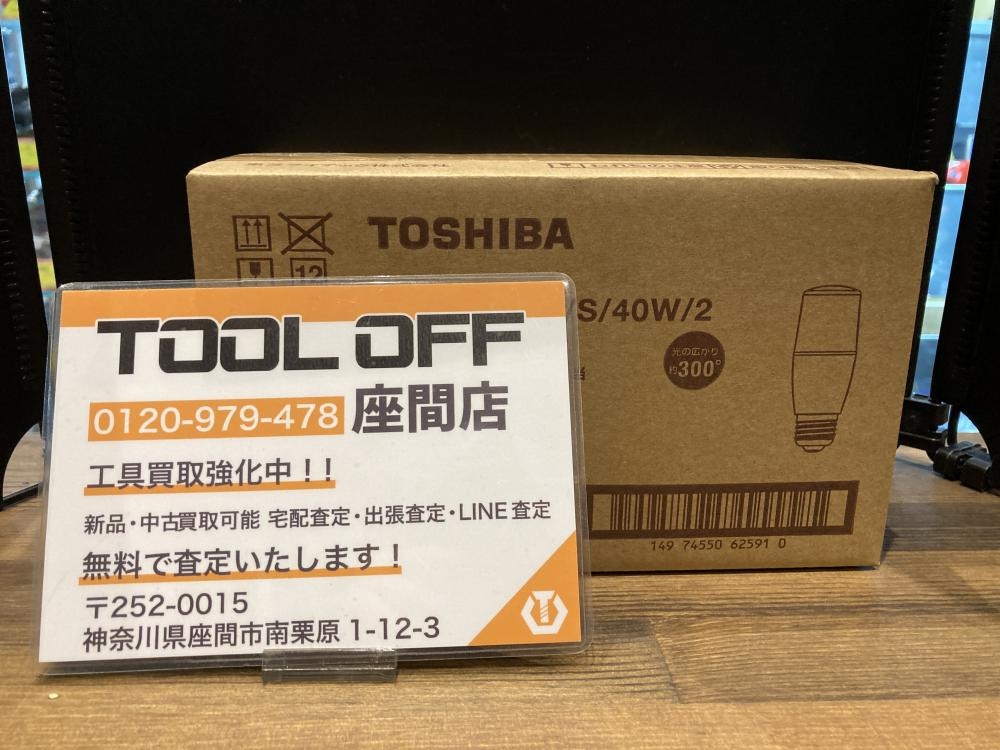 TOSHIBA
12
/S/40W/2
光の広がり
約300°
当
149 74550 62591 0
TOOL OFF
0120-979-478 座間店
工具買取強化中!!
新品・中古買取可能 宅配査定・出張査定・LINE査定
無料で査定いたします!
〒252-0015
神奈川県座間市南栗原1-12-3